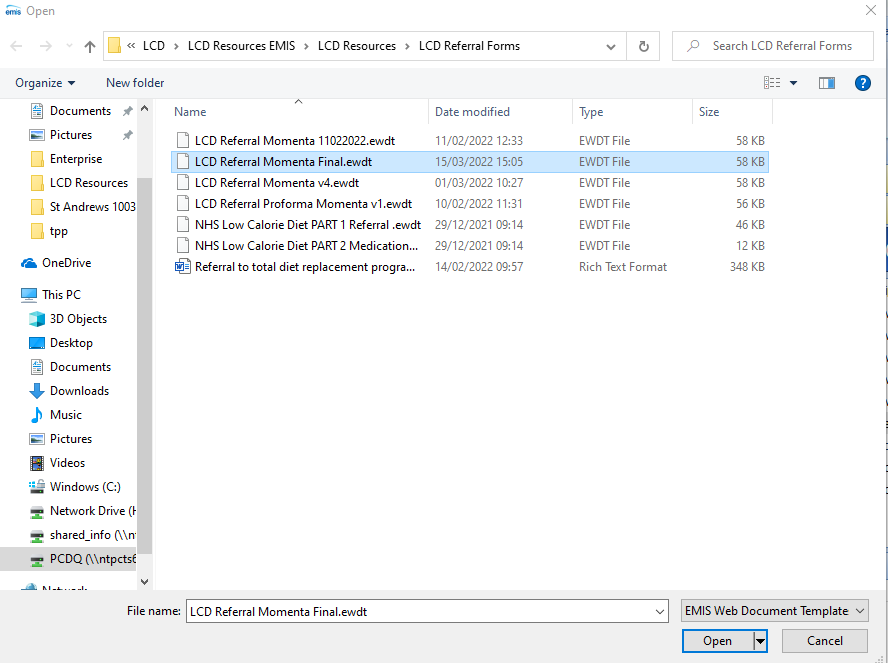 emis Open
« LCD › LCD Resources EMIS › LCD Resources › LCD Referral Forms
Search LCD Referral Forms
Organize New folder
Documents
Pictures
Enterprise
LCD Resources
St Andrews 1003
tpp
OneDrive
This PC
3D Objects
Desktop
Documents
Downloads
Music
Pictures
Videos
Windows (C:)
Network Drive (H
shared_info (\\nt
PCDQ (\\ntpcts6
Network
Name Date modified Type Size
LCD Referral Momenta 11022022.ewdt 11/02/2022 12:33 EWDT File 58 KB
LCD Referral Momenta Final.ewdt 15/03/2022 15:05 EWDT File 58 KB
LCD Referral Momenta v4.ewdt 01/03/2022 10:27 EWDT File 58 KB
LCD Referral Proforma Momenta v1.ewdt 10/02/2022 11:31 EWDT File 56 KB
NHS Low Calorie Diet PART 1 Referral .ewdt 29/12/2021 09:14 EWDT File 46 KB
NHS Low Calorie Diet PART 2 Medication... 29/12/2021 09:14 EWDT File 12 KB
Referral to total diet replacement progra... 14/02/2022 09:57 Rich Text Format 348 KB
File name: LCD Referral Momenta Final.ewdt EMIS Web Document Template
Open Cancel